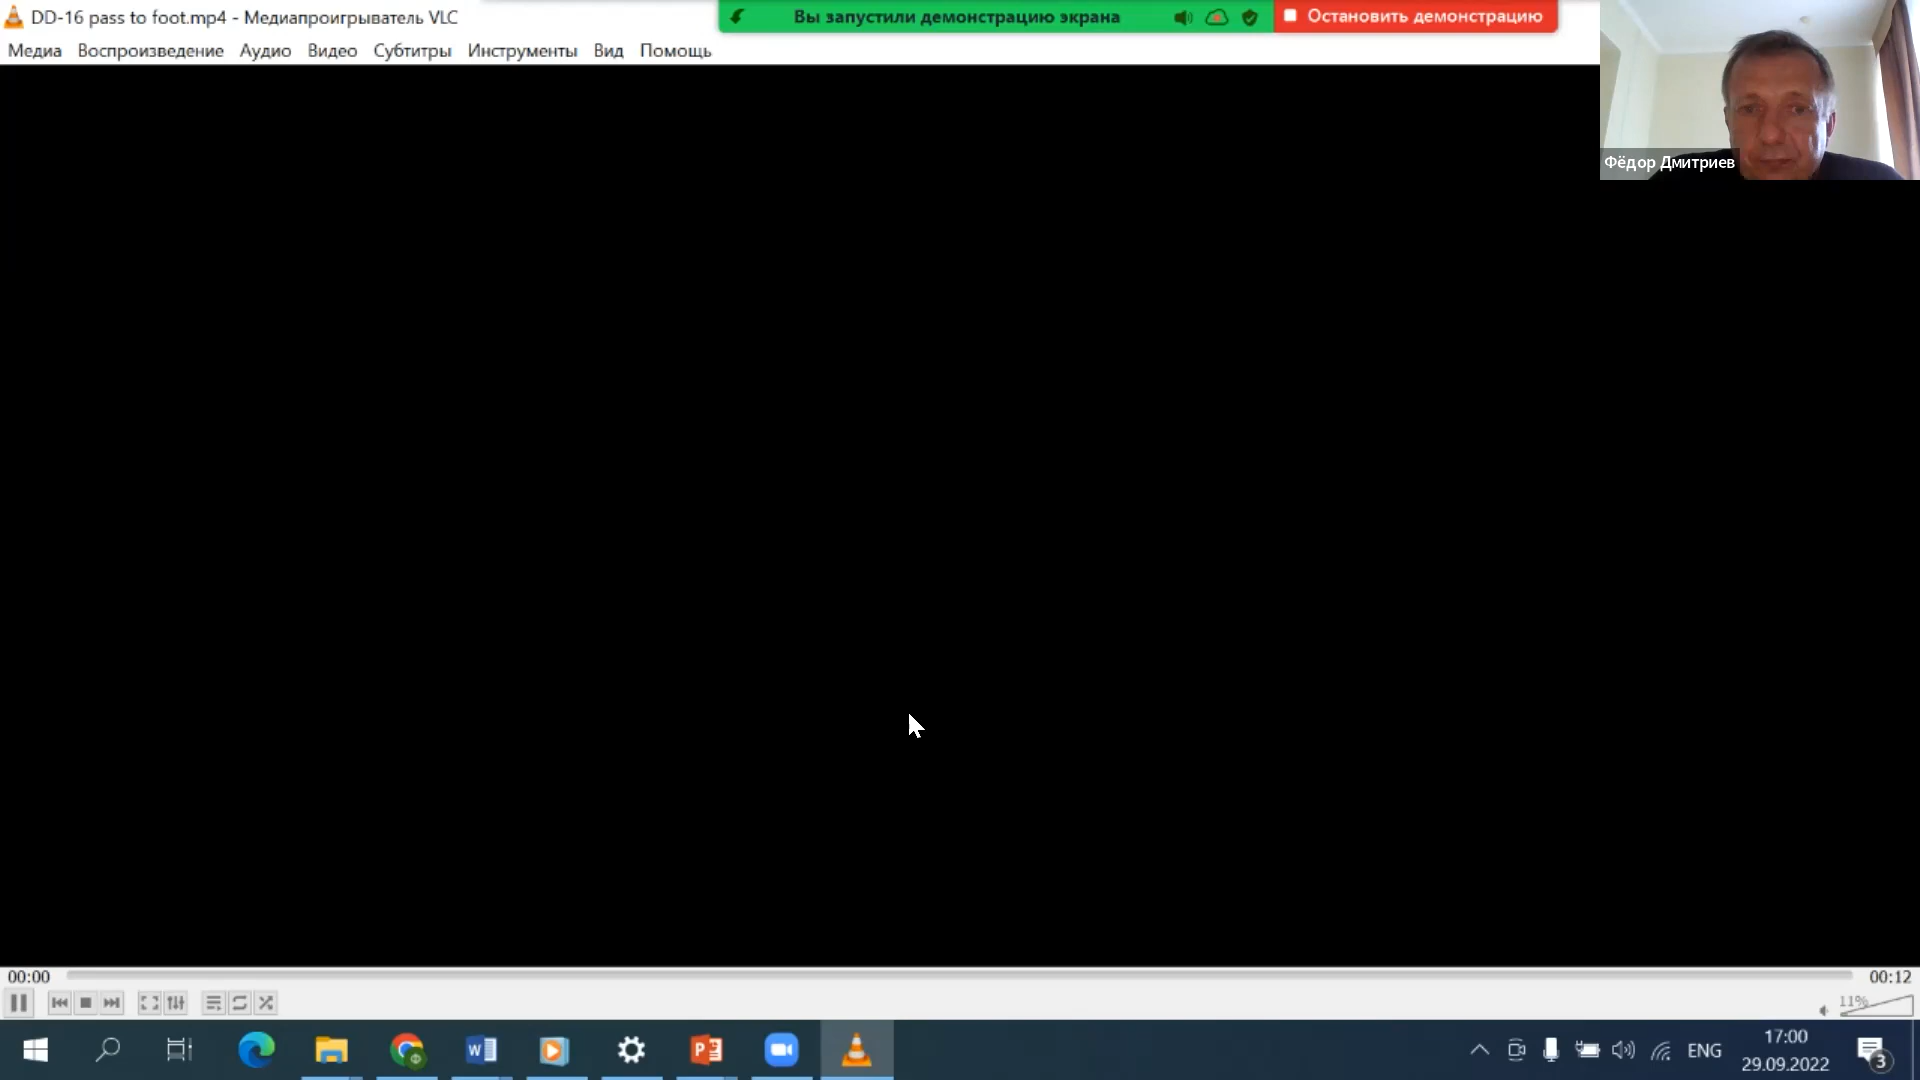 DD-16 pass to foot.mp4 - Медиапроигрыватель VLC
Вы запустили демонстрацию экрана
Остановить демонстрацию
Медиа Воспроизведение Аудио Видео Субтитры Инструменты Вид Помощь
Фёдор Дмитриев
00:00
00:12
11%
ENG
17:00
29.09.2022
3